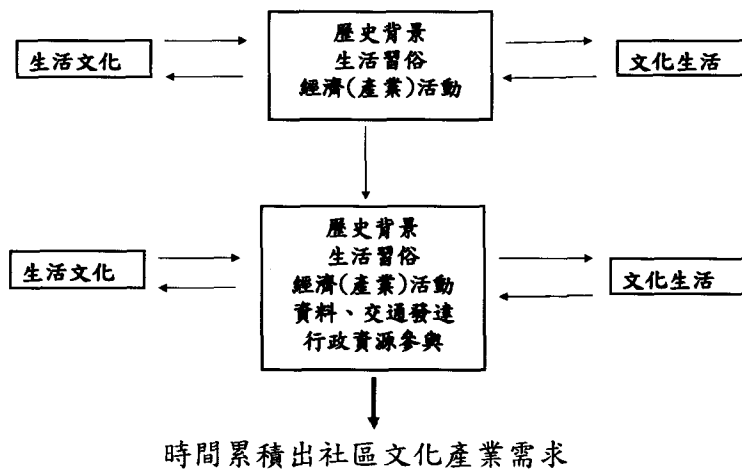 生活文化
歷史背景
生活習俗
經濟(產業)活動
文化生活
生活文化
歷史背景
生活習俗
經濟(產業)活動
資料、交通發達
行政資源參與
文化生活
時間累積出社區文化產業需求